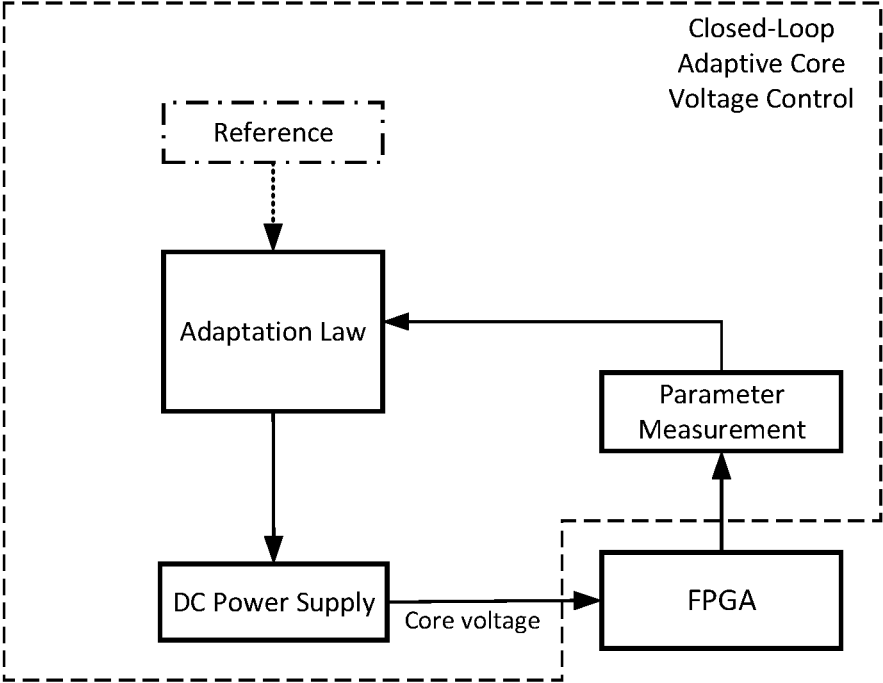 Closed-Loop
Adaptive Core
Voltage Control
Reference
Adaptation Law
Parameter
Measurement
DC Power Supply
Core voltage
FPGA